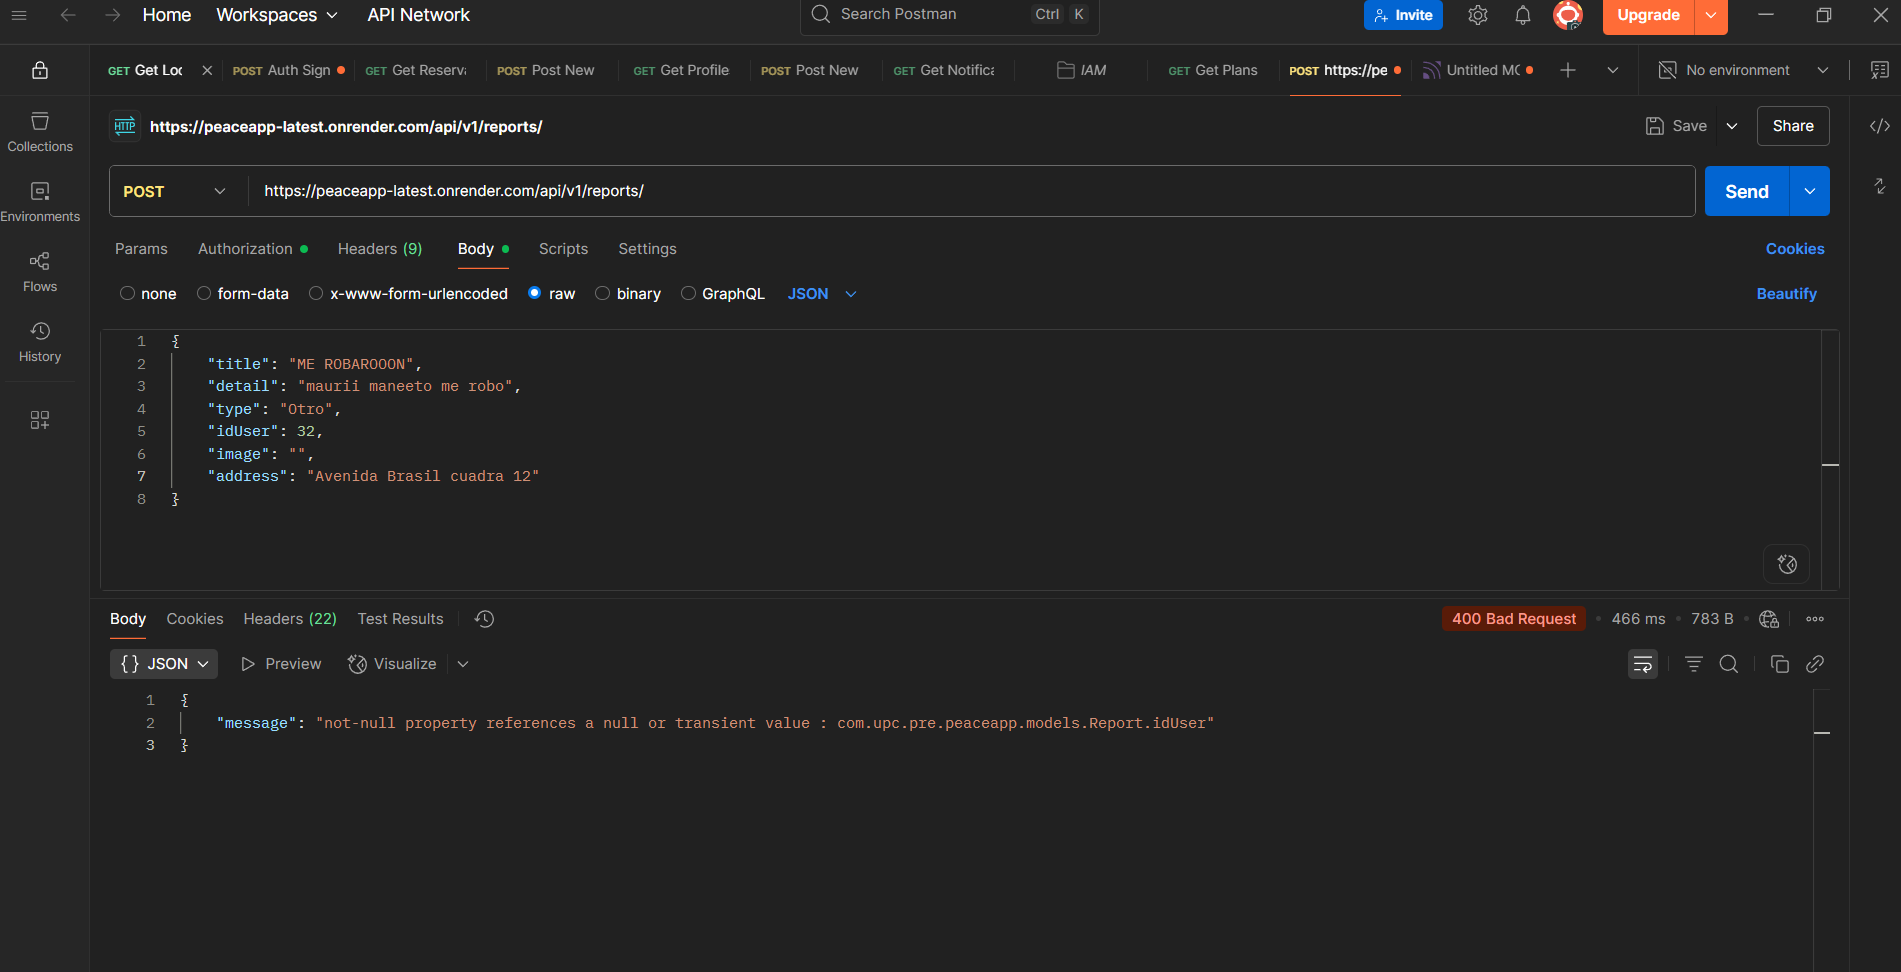 Home Workspaces API Network Search Postman Ctrl K Invite Upgrade
GET Get Loc POST Auth Sign GET Get Reserva POST Post New GET Get Profile POST Post New GET Get Notifica IAM GET Get Plans POST https://pe Untitled MC No environment
HTTP https://peaceapp-latest.onrender.com/api/v1/reports/ Save Share
Collections
Environments
Flows
History
POST https://peaceapp-latest.onrender.com/api/v1/reports/ Send
Params Authorization Headers (9) Body Scripts Settings Cookies
none form-data x-www-form-urlencoded raw binary GraphQL JSON Beautify
1 {
2 "title": "ME ROBAROOON",
3 "detail": "maurii maneeto me robo",
4 "type": "Otro",
5 "idUser": 32,
6 "image": "",
7 "address": "Avenida Brasil cuadra 12"
8 }
Body Cookies Headers (22) Test Results 400 Bad Request • 466 ms • 783 B •
{} JSON Preview Visualize
1 {
2 "message": "not-null property references a null or transient value : com.upc.pre.peaceapp.models.Report.idUser"
3 }